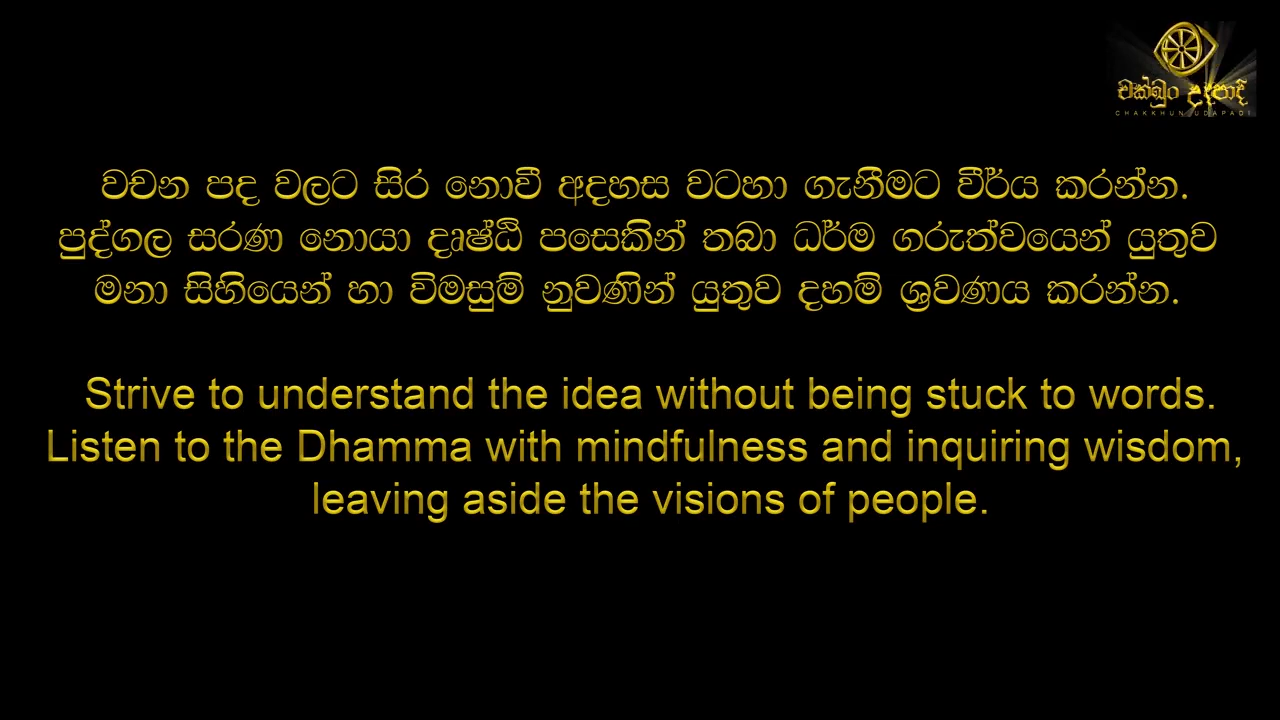 චක්ඛුං උදපාදී
CHAKKHUN UDAPADI
වචන පද වලට සිර නොවී අදහස වටහා ගැනීමට වීර්ය කරන්න.
පුද්ගල සරණ නොයා දෘෂ්ඨි පසෙකින් තබා ධර්ම ගරුත්වයෙන් යුතුව
මනා සිහියෙන් හා විමසුම් නුවණින් යුතුව දහම් ශ්‍රවණය කරන්න.
Strive to understand the idea without being stuck to words.
Listen to the Dhamma with mindfulness and inquiring wisdom,
leaving aside the visions of people.